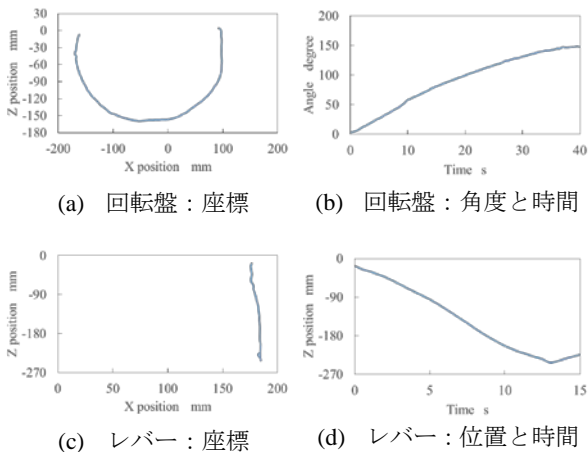 30
0
-30
-60
-90
-120
-150
-180
Z position mm
-200 -100 0 100 200
X position mm
(a) 回転盤：座標
200
150
100
50
0
Angle degree
0 10 20 30 40
Time s
(b) 回転盤：角度と時間
0
-90
-180
-270
Z position mm
0 50 100 150 200
X position mm
(c) レバー：座標
0
-90
-180
-270
Z position mm
0 5 10 15
Time s
(d) レバー：位置と時間